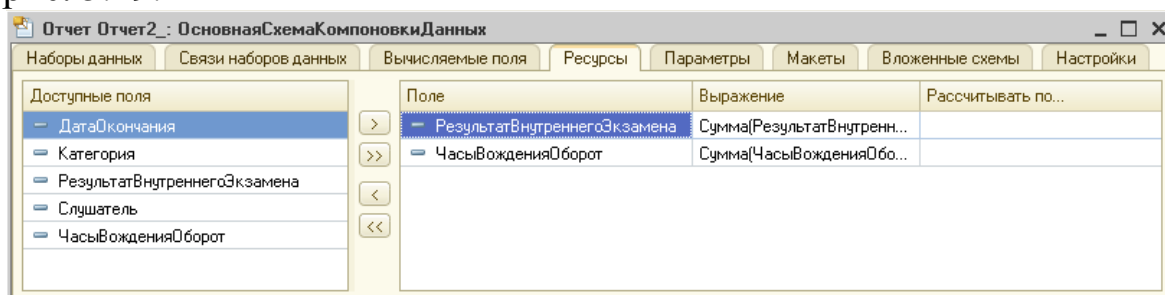 Отчет Отчет2_: ОсновнаяСхемаКомпоновкиДанных
Наборы данных Связи наборов данных Вычисляемые поля Ресурсы Параметры Макеты Вложенные схемы Настройки
Доступные поля Поле Выражение Рассчитывать по...
ДатаОкончания > РезультатВнутреннегоЭкзамена Сумма(РезультатВнутренн...
Категория >> ЧасыВожденияОборот Сумма(ЧасыВожденияОбо...
РезультатВнутреннегоЭкзамена
Слушатель <
ЧасыВожденияОборот <<